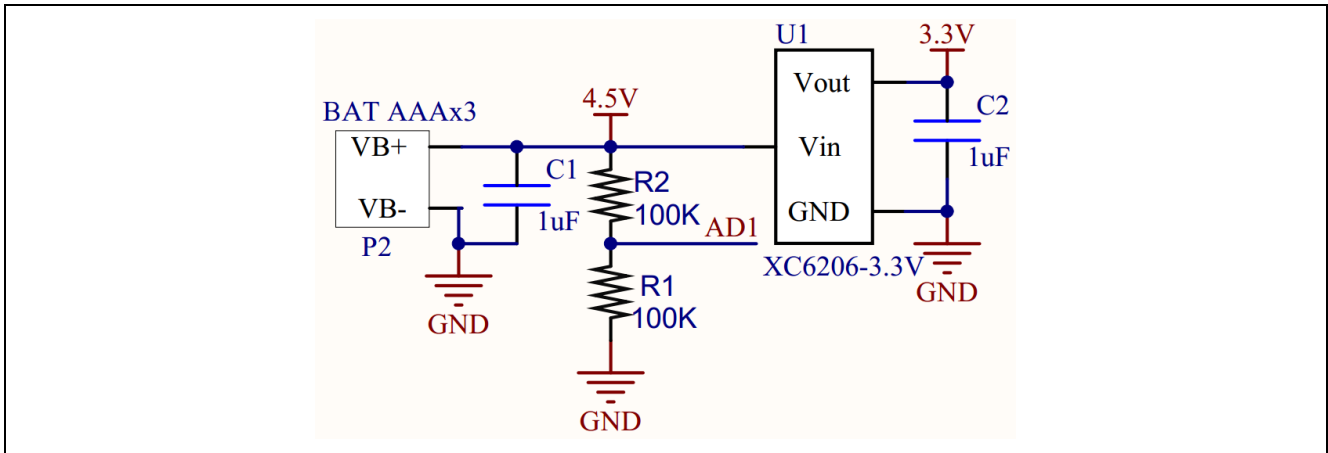 U1
3.3V
Vout
C2
4.5V
BAT AAAx3
VB+
Vin
1uF
C1
R2
VB-
GND
1uF
100K
AD1
P2
XC6206-3.3V
R1
GND
100K
GND
GND